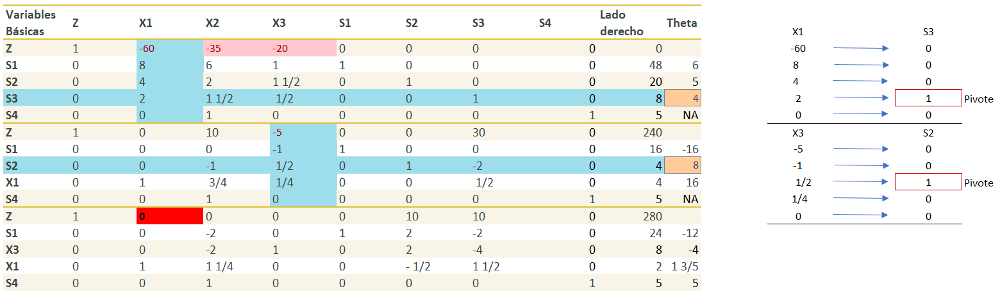 Variables Básicas Z X1 X2 X3 S1 S2 S3 S4 Lado derecho Theta
Z 1 -60 -35 -20 0 0 0 0 0
S1 0 8 6 1 1 0 0 0 48 6
S2 0 4 2 1 1/2 0 1 0 0 20 5
S3 0 2 1 1/2 1/2 0 0 1 0 8 4
S4 0 0 1 0 0 0 0 1 5 NA
Z 1 0 10 -5 0 0 30 0 240
S1 0 0 0 -1 1 0 0 0 16 -16
S2 0 0 -1 1/2 0 1 -2 0 4 8
X1 0 1 3/4 1/4 0 0 1/2 0 4 16
S4 0 0 1 0 0 0 0 1 5 NA
Z 1 0 0 0 0 10 10 0 280
S1 0 0 -2 0 1 2 -2 0 24 -12
X3 0 0 -2 1 0 2 -4 0 8 -4
X1 0 1 1 1/4 0 0 - 1/2 1 1/2 0 2 1 3/5
S4 0 0 1 0 0 0 0 1 5 5
X1 S3
-60 0
8 0
4 0
2 1 Pivote
0 0
X3 S2
-5 0
-1 0
1/2 1 Pivote
1/4 0
0 0